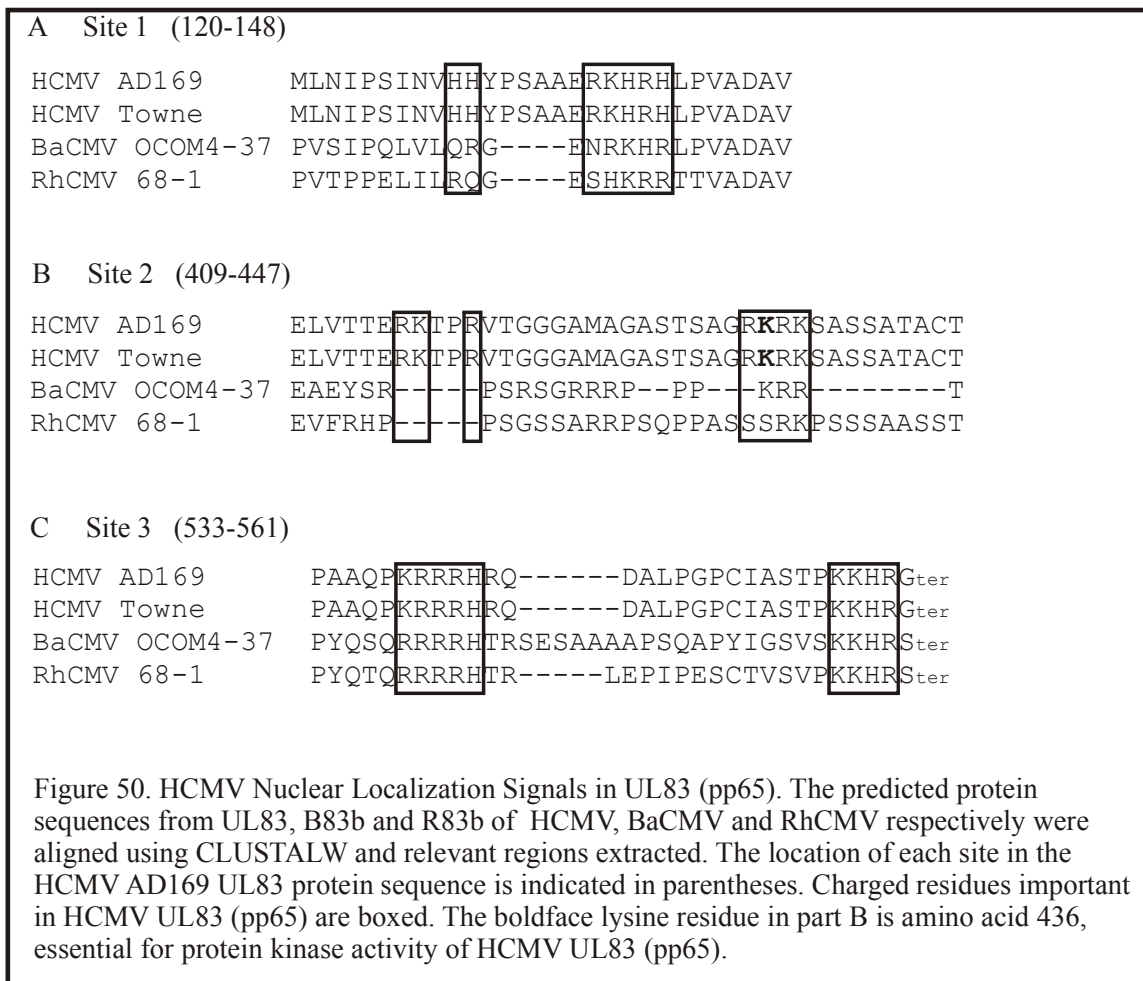 A Site 1 (120-148)
HCMV AD169 MLNIPSINVHHYPSAAERKHRHLPVADAV
HCMV Towne MLNIPSINVHHYPSAAERKHRHLPVADAV
BaCMV OCOM4-37 PVSIPQLVLQRG----ENRKHRLPVADAV
RhCMV 68-1 PVTPPELILRQG----ESHKRRTTVADAV
B Site 2 (409-447)
HCMV AD169 ELVTTERKTPRVTGGGAMAGASTSAGRKRKSASSATACT
HCMV Towne ELVTTERKTPRVTGGGAMAGASTSAGRKRKSASSATACT
BaCMV OCOM4-37 EAEYSR-----PSRSGRRRP--PP---KRR--------T
RhCMV 68-1 EVFRHP-----PSGSSARRPSQPPASSSRKPSSSAASST
C Site 3 (533-561)
HCMV AD169 PAAQPKRRRHRQ------DALPGPCIASTPKKHRGter
HCMV Towne PAAQPKRRRHRQ------DALPGPCIASTPKKHRGter
BaCMV OCOM4-37 PYQSQRRRRHTRSESAAAAPSQAPYIGSVSKKHRSter
RhCMV 68-1 PYQTQRRRRHTR-----LEPIPESCTVSVPKKHRSter
Figure 50. HCMV Nuclear Localization Signals in UL83 (pp65). The predicted protein
sequences from UL83, B83b and R83b of HCMV, BaCMV and RhCMV respectively were
aligned using CLUSTALW and relevant regions extracted. The location of each site in the
HCMV AD169 UL83 protein sequence is indicated in parentheses. Charged residues important
in HCMV UL83 (pp65) are boxed. The boldface lysine residue in part B is amino acid 436,
essential for protein kinase activity of HCMV UL83 (pp65).